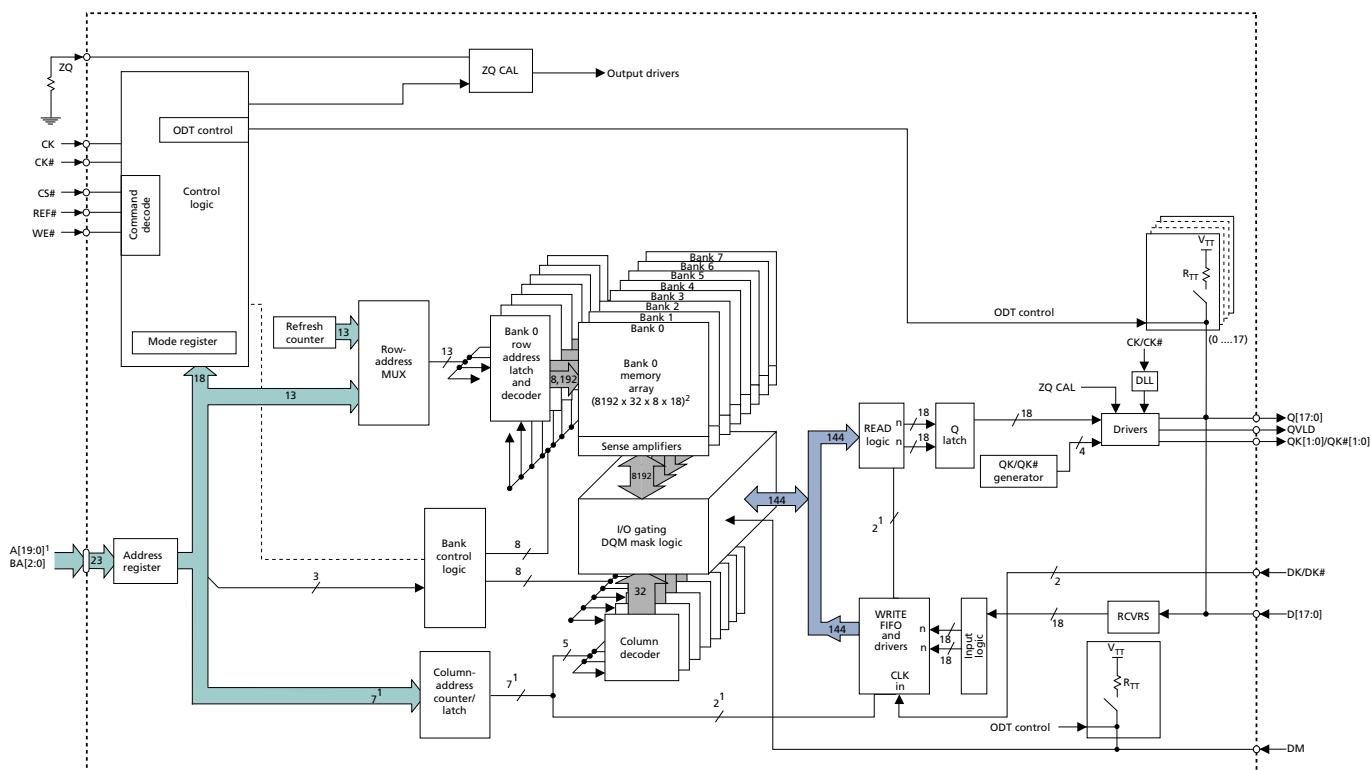 ZQ
ZQ CAL
Output drivers
ODT control
CK
CK#
CS#
REF#
WE#
Command
decode
Control
logic
Mode register
VTT
RTT
ODT control
(0 ....17)
CK/CK#
DLL
ZQ CAL
Refresh
counter
13
Row-
address
MUX
13
18
13
Bank 0
row
address
latch
and
decoder
8,192
Bank 7
Bank 6
Bank 5
Bank 4
Bank 3
Bank 2
Bank 1
Bank 0
Bank 0
memory
array
(8192 x 32 x 8 x 18)2
Sense amplifiers
8192
144
READ
logic
n
n
18
18
Q
latch
18
Drivers
4
QK/QK#
generator
Q[17:0]
QVLD
QK[1:0]/QK#[1:0]
144
I/O gating
DQM mask logic
21
A[19:0]1
BA[2:0]
23
Address
register
3
Bank
control
logic
8
8
32
Column
decoder
5
71
Column-
address
counter/
latch
71
21
144
WRITE
FIFO
and
drivers
CLK
in
n
n
18
18
Input
logic
18
RCVRS
2
DK/DK#
D[17:0]
VTT
RTT
ODT control
DM